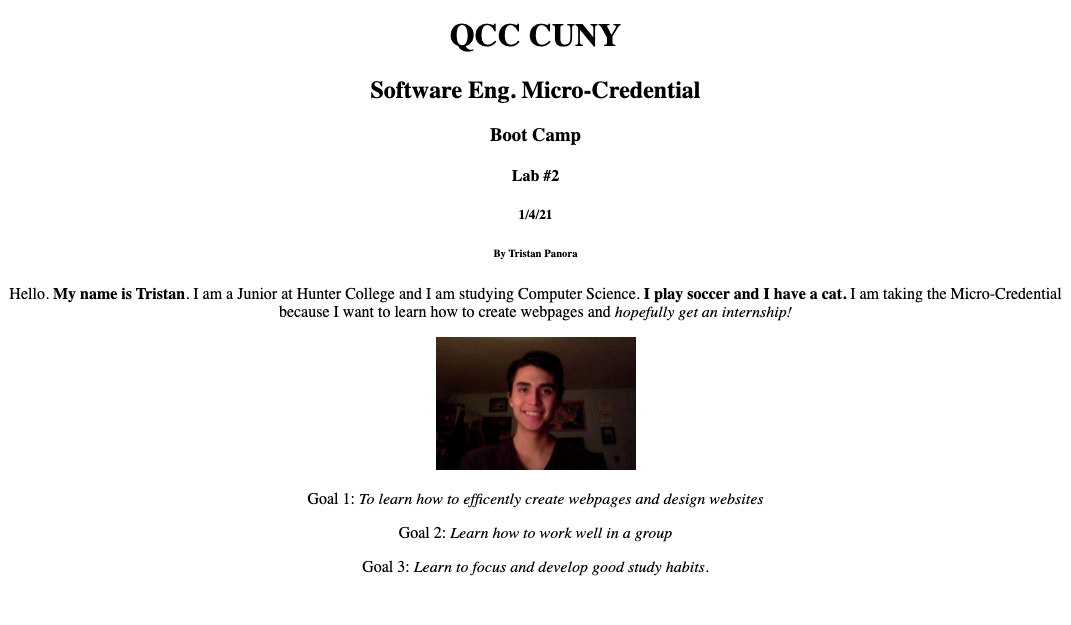 QCC CUNY
Software Eng. Micro-Credential
Boot Camp
Lab #2
1/4/21
By Tristan Panora
Hello. My name is Tristan. I am a Junior at Hunter College and I am studying Computer Science. I play soccer and I have a cat. I am taking the Micro-Credential
because I want to learn how to create webpages and hopefully get an internship!
Goal 1: To learn how to efficently create webpages and design websites
Goal 2: Learn how to work well in a group
Goal 3: Learn to focus and develop good study habits.